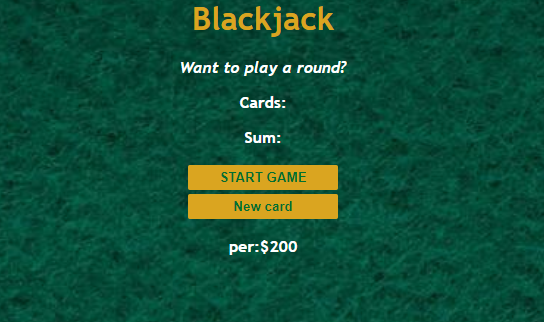 Blackjack
Want to play a round?
Cards:
Sum:
START GAME
New card
per:$200